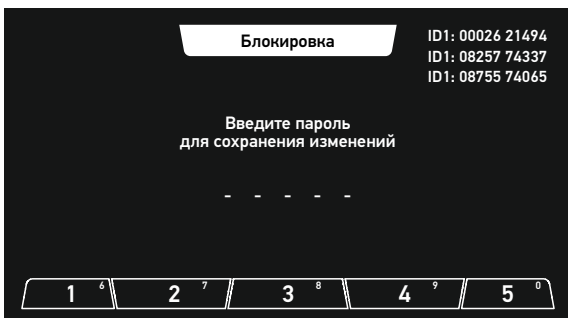 Блокировка
ID1: 00026 21494
ID1: 08257 74337
ID1: 08755 74065
Введите пароль
для сохранения изменений
- - - - -
1 6 2 7 3 8 4 9 5 0